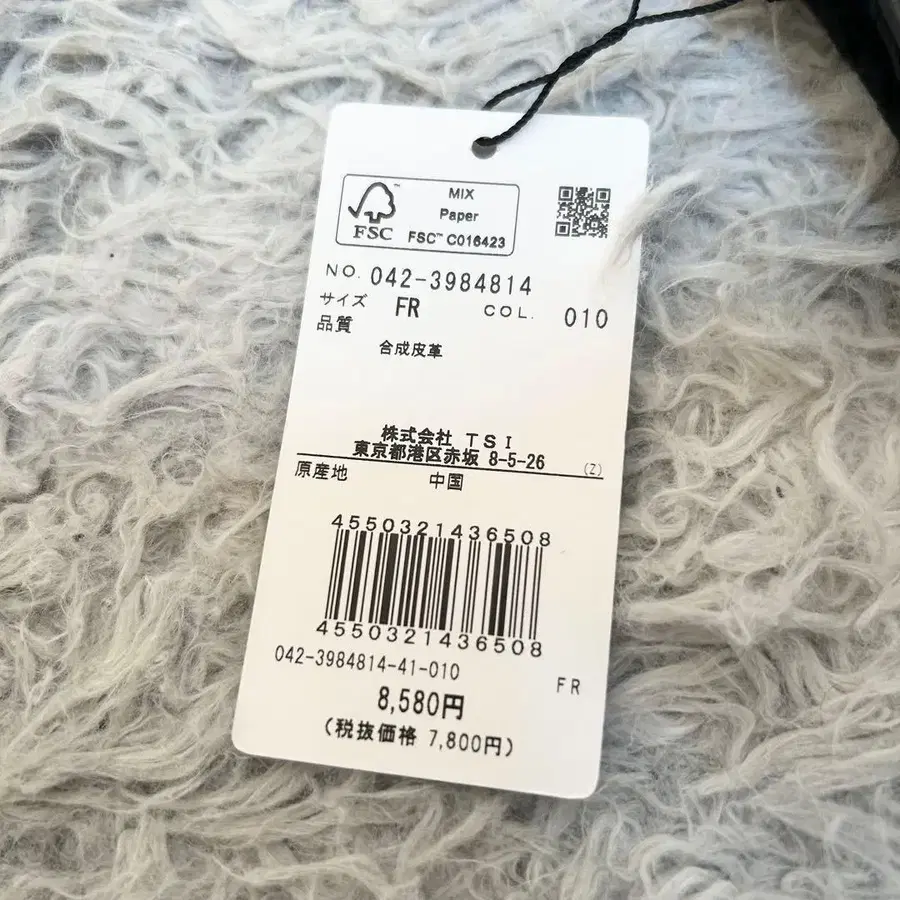 MIX
Paper
FSC™ C016423
FSC™
NO. 042-3984814
サイズ FR COL. 010
品質
合成皮革
株式会社 TSI
東京都港区赤坂 8-5-26 (Z)
原産地 中国
4550321436508
4550321436508
042-3984814-41-010
FR
8,580円
(税抜価格 7,800円)